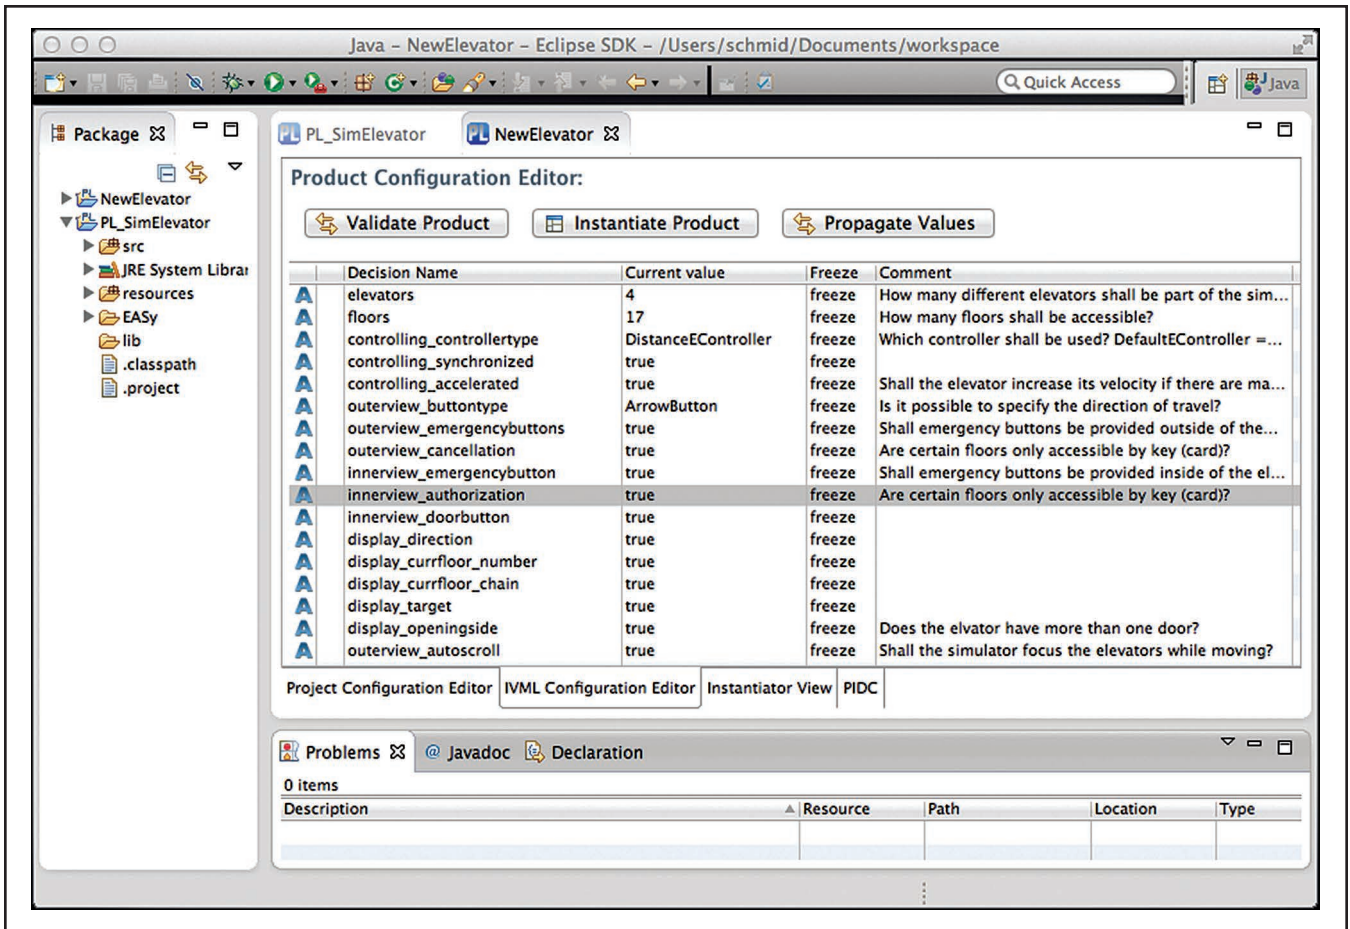 Java – NewElevator – Eclipse SDK – /Users/schmid/Documents/workspace
Quick Access
Java
Package
PL_SimElevator
NewElevator
NewElevator
PL_SimElevator
src
JRE System Librar
resources
EASy
lib
.classpath
.project
Product Configuration Editor:
Validate Product Instantiate Product Propagate Values
Decision Name Current value Freeze Comment
elevators 4 freeze How many different elevators shall be part of the sim...
floors 17 freeze How many floors shall be accessible?
controlling_controllertype DistanceEController freeze Which controller shall be used? DefaultEController =...
controlling_synchronized true freeze
controlling_accelerated true freeze Shall the elevator increase its velocity if there are ma...
outerview_buttontype ArrowButton freeze Is it possible to specify the direction of travel?
outerview_emergencybuttons true freeze Shall emergency buttons be provided outside of the...
outerview_cancellation true freeze Are certain floors only accessible by key (card)?
innerview_emergencybutton true freeze Shall emergency buttons be provided inside of the el...
innerview_authorization true freeze Are certain floors only accessible by key (card)?
innerview_doorbutton true freeze
display_direction true freeze
display_currfloor_number true freeze
display_currfloor_chain true freeze
display_target true freeze
display_openingside true freeze Does the elvator have more than one door?
outerview_autoscroll true freeze Shall the simulator focus the elevators while moving?
Project Configuration Editor IVML Configuration Editor Instantiator View PIDC
Problems @ Javadoc Declaration
0 items
Description Resource Path Location Type